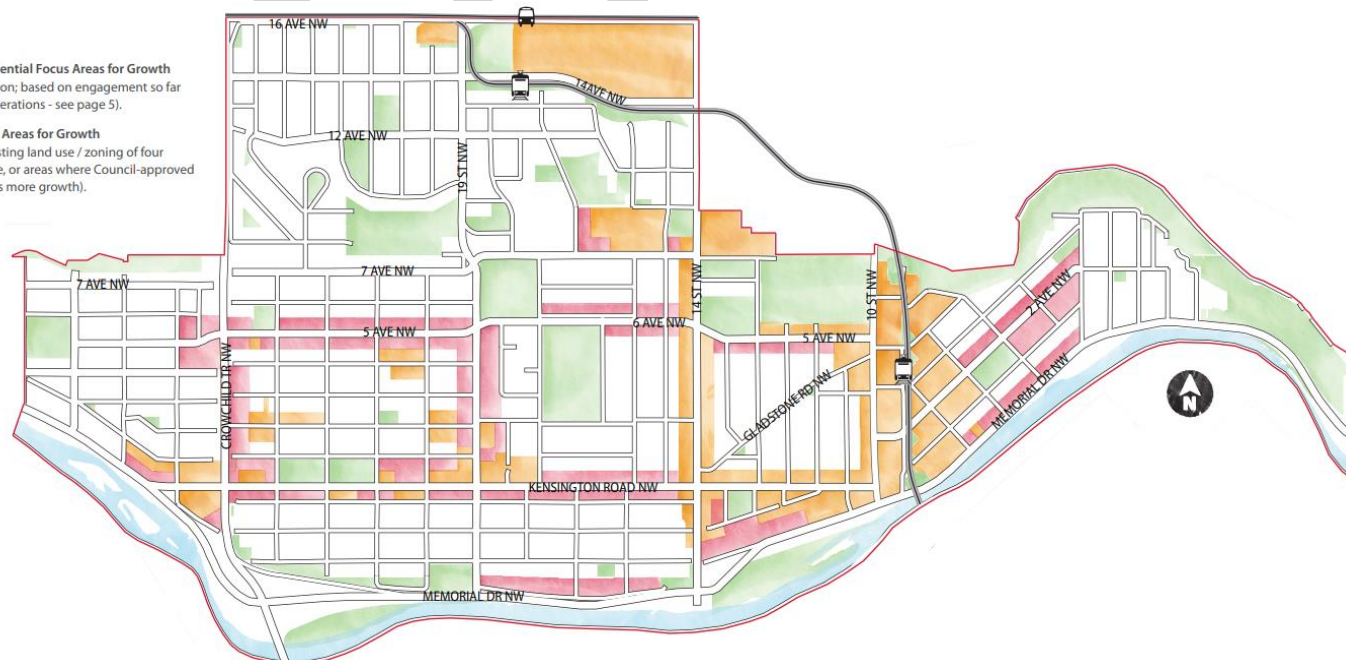 ential Focus Areas for Growth
on; based on engagement so far
erations - see page 5).
Areas for Growth
sting land use / zoning of four
e, or areas where Council-approved
s more growth).
16 AVE NW
14AVE NW
12 AVE NW
19 ST NW
7 AVE NW
7 AVE NW
14 ST NW
10 ST NW
2 AVE NW
5 AVE NW
6 AVE NW
5 AVE NW
CROWCHILD TR NW
GLADSTONE RD NW
MEMORIAL DR NW
KENSINGTON ROAD NW
MEMORIAL DR NW
N